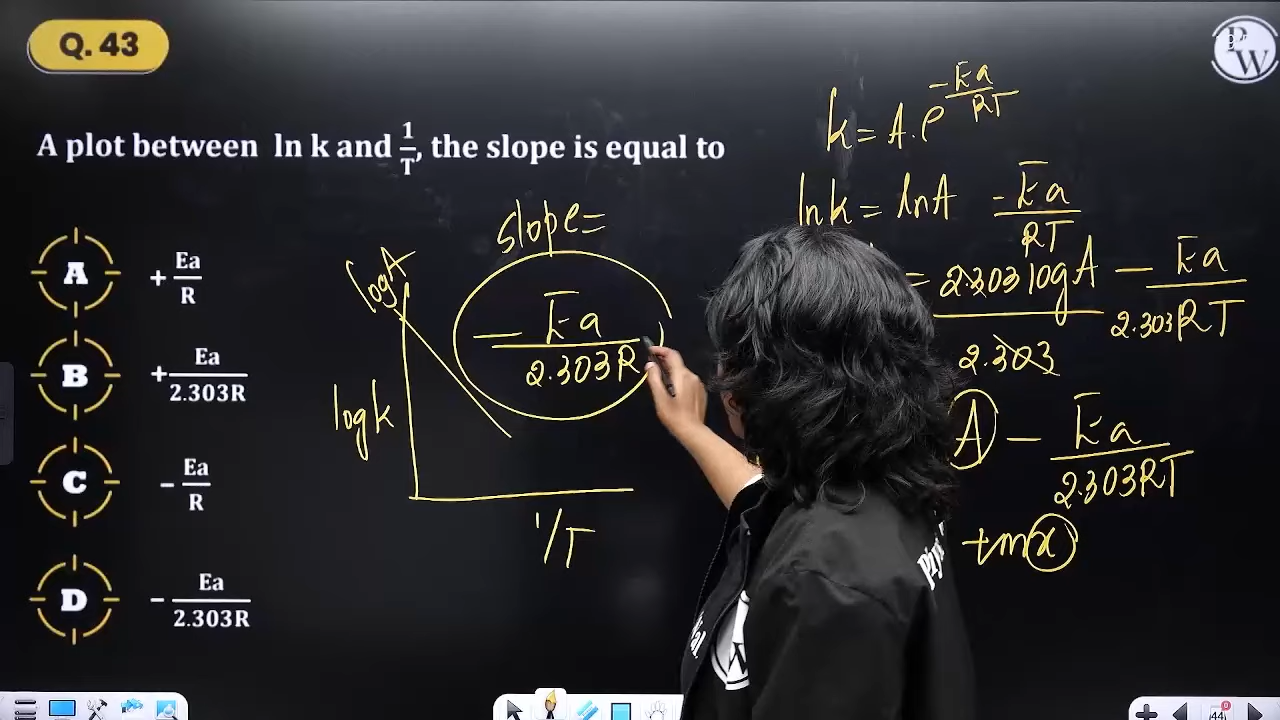 Q. 43
P
W
A plot between ln k and 1/T, the slope is equal to
A + Ea/R
B + Ea/2.303R
C - Ea/R
D - Ea/2.303R
slope=
- Ea/2.303R
log A
log k
1/T
k = A.e^-Ea/RT
ln k = ln A - Ea/RT
= 2.303 log A/2.303 - Ea/2.303RT
A - Ea/2.303RT
+mx
44